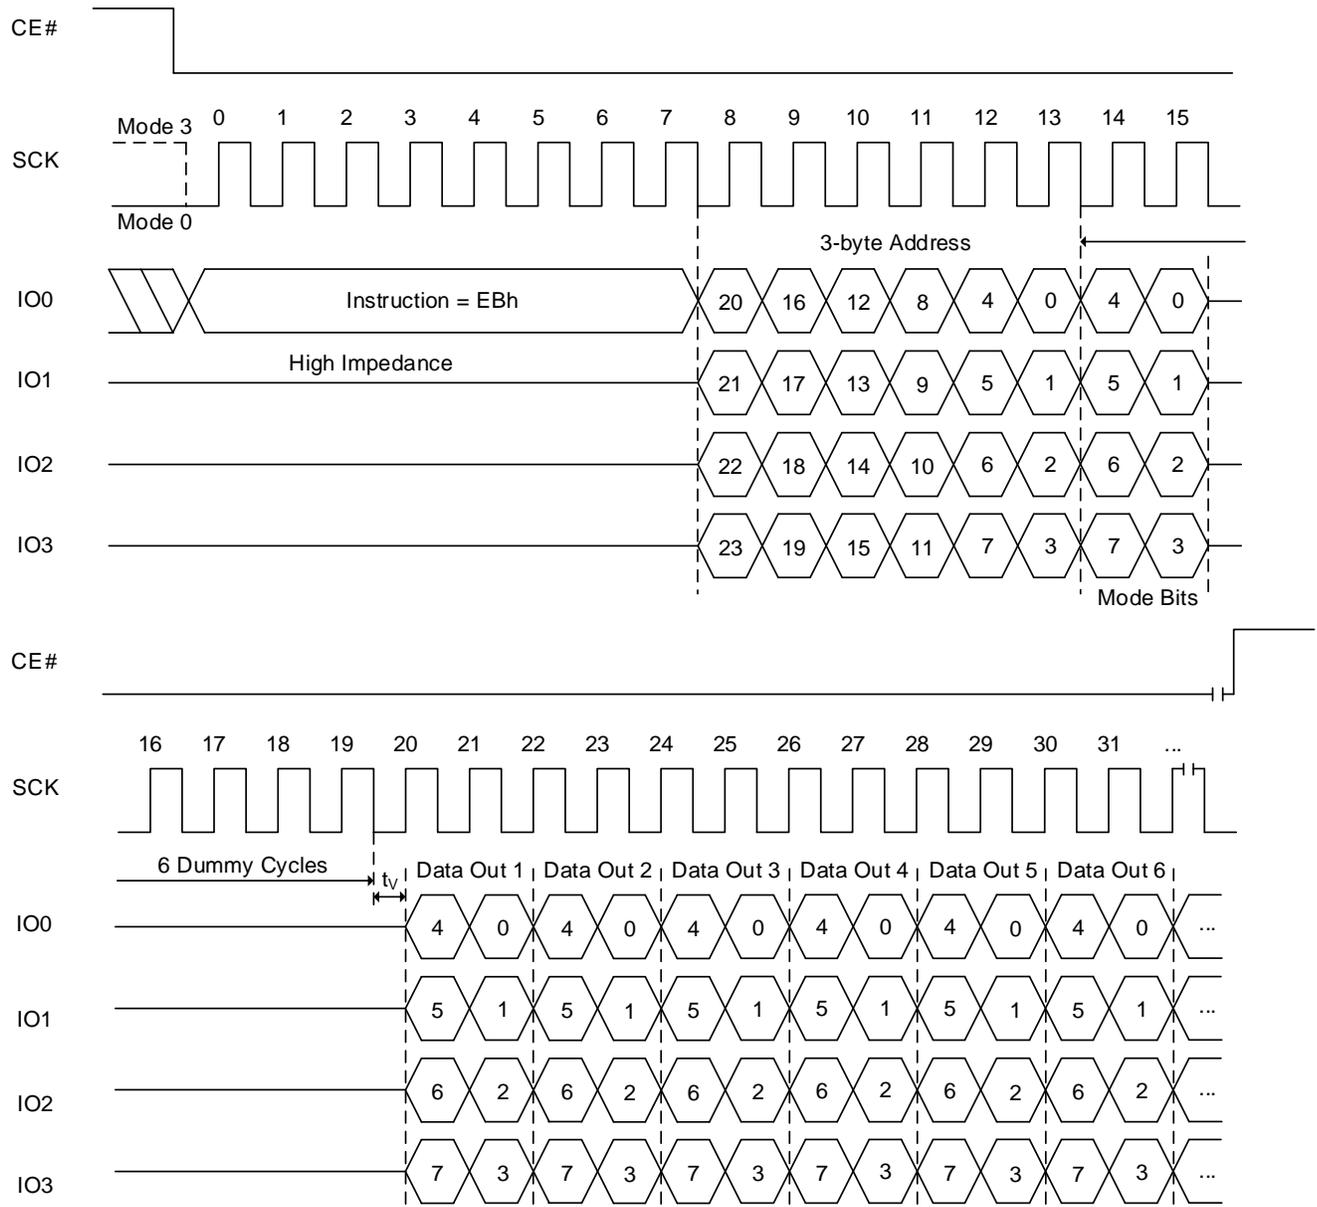 CE#
Mode 3 0 1 2 3 4 5 6 7 8 9 10 11 12 13 14 15
SCK
Mode 0
3-byte Address
IO0 Instruction = EBh 20 16 12 8 4 0 4 0
High Impedance
IO1 21 17 13 9 5 1 5 1
IO2 22 18 14 10 6 2 6 2
IO3 23 19 15 11 7 3 7 3
Mode Bits
CE#
16 17 18 19 20 21 22 23 24 25 26 27 28 29 30 31 ...
SCK
6 Dummy Cycles tV Data Out 1 Data Out 2 Data Out 3 Data Out 4 Data Out 5 Data Out 6
IO0 4 0 4 0 4 0 4 0 4 0 4 0 ...
IO1 5 1 5 1 5 1 5 1 5 1 5 1 ...
IO2 6 2 6 2 6 2 6 2 6 2 6 2 ...
IO3 7 3 7 3 7 3 7 3 7 3 7 3 ...